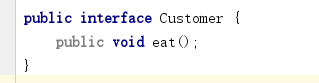 public interface Customer {
    public void eat();
}